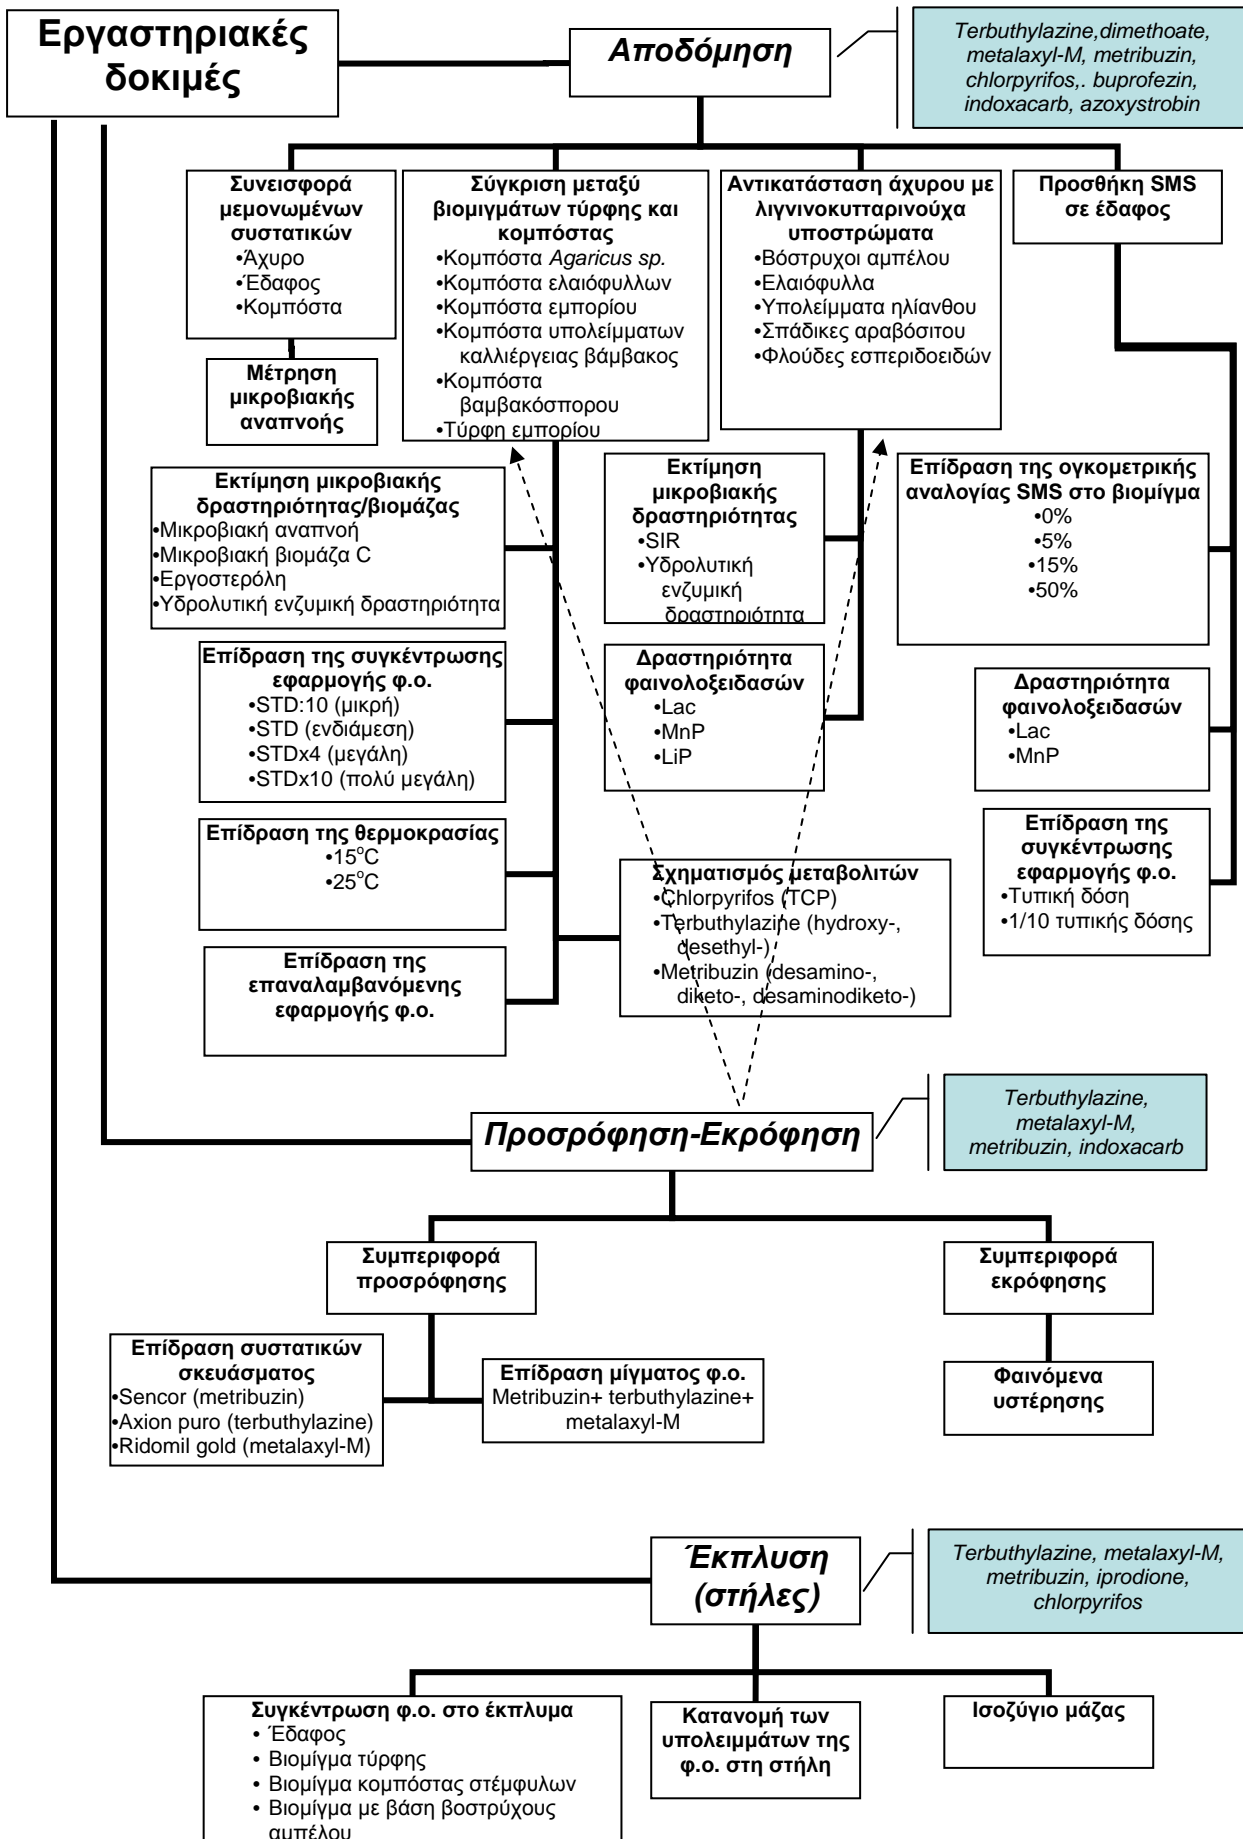 Εργαστηριακές
δοκιμές
Αποδόμηση
Terbuthylazine,dimethoate,
metalaxyl-M, metribuzin,
chlorpyrifos,. buprofezin,
indoxacarb, azoxystrobin
Συνεισφορά
μεμονωμένων
συστατικών
•Άχυρο
•Έδαφος
•Κομπόστα
Μέτρηση
μικροβιακής
αναπνοής
Σύγκριση μεταξύ
βιομιγμάτων τύρφης και
κομπόστας
•Κομπόστα Agaricus sp.
•Κομπόστα ελαιόφυλλων
•Κομπόστα εμπορίου
•Κομπόστα υπολείμματων
καλλιέργειας βάμβακος
•Κομπόστα
βαμβακόσπορου
•Τύρφη εμπορίου
Αντικατάσταση άχυρου με
λιγνινοκυτταρινούχα
υποστρώματα
•Βόστρυχοι αμπέλου
•Ελαιόφυλλα
•Υπολείμματα ηλίανθου
•Σπάδικες αραβόσιτου
•Φλούδες εσπεριδοειδών
Προσθήκη SMS
σε έδαφος
Εκτίμηση μικροβιακής
δραστηριότητας/βιομάζας
•Μικροβιακή αναπνοή
•Μικροβιακή βιομάζα C
•Εργοστερόλη
•Υδρολυτική ενζυμική δραστηριότητα
Εκτίμηση
μικροβιακής
δραστηριότητας
•SIR
•Υδρολυτική
ενζυμική
δραστηριότητα
Επίδραση της ογκομετρικής
αναλογίας SMS στο βιομίγμα
•0%
•5%
•15%
•50%
Επίδραση της συγκέντρωσης
εφαρμογής φ.ο.
•STD:10 (μικρή)
•STD (ενδιάμεση)
•STDx4 (μεγάλη)
•STDx10 (πολύ μεγάλη)
Δραστηριότητα
φαινολοξειδασών
•Lac
•MnP
•LiP
Δραστηριότητα
φαινολοξειδασών
•Lac
•MnP
Επίδραση της θερμοκρασίας
•15°C
•25°C
Επίδραση της
συγκέντρωσης
εφαρμογής φ.ο.
•Τυπική δόση
•1/10 τυπικής δόσης
Σχηματισμός μεταβολιτών
•Chlorpyrifos (TCP)
•Terbuthylazine (hydroxy-,
desethyl-)
•Metribuzin (desamino-,
diketo-, desaminodiketo-)
Επίδραση της
επαναλαμβανόμενης
εφαρμογής φ.ο.
Προσρόφηση-Εκρόφηση
Terbuthylazine,
metalaxyl-M,
metribuzin, indoxacarb
Συμπεριφορά
προσρόφησης
Συμπεριφορά
εκρόφησης
Επίδραση συστατικών
σκευάσματος
•Sencor (metribuzin)
•Axion puro (terbuthylazine)
•Ridomil gold (metalaxyl-M)
Επίδραση μίγματος φ.ο.
Metribuzin+ terbuthylazine+
metalaxyl-M
Φαινόμενα
υστέρησης
Έκπλυση
(στήλες)
Terbuthylazine, metalaxyl-M,
metribuzin, iprodione,
chlorpyrifos
Συγκέντρωση φ.ο. στο έκπλυμα
• Έδαφος
• Βιομίγμα τύρφης
• Βιομίγμα κομπόστας στέμφυλων
• Βιομίγμα με βάση βοστρύχους
αμπέλου
Κατανομή των
υπολειμμάτων της
φ.ο. στη στήλη
Ισοζύγιο μάζας